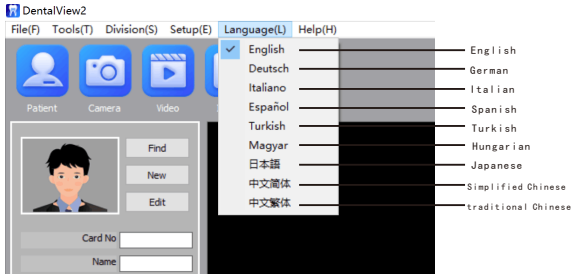 DentalView2
File(F) Tools(T) Division(S) Setup(E) Language(L) Help(H)
English English
Deutsch German
Italiano Italian
Español Spanish
Turkish Turkish
Magyar Hungarian
日本語 Japanese
中文简体 Simplified Chinese
中文繁体 traditional Chinese
Patient Camera Video
Find
New
Edit
Card No
Name